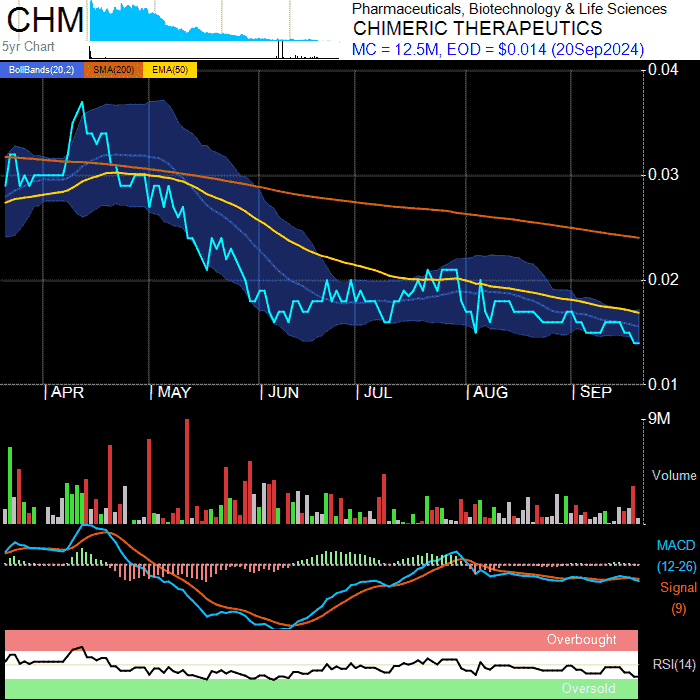 CHM
5yr Chart
Pharmaceuticals, Biotechnology & Life Sciences
CHIMERIC THERAPEUTICS
MC = 12.5M, EOD = $0.014 (20Sep2024)
BollBands(20,2) SMA(200) EMA(50)
0.04
0.03
0.02
0.01
APR MAY JUN JUL AUG SEP
9M
Volume
MACD
(12-26)
Signal
(9)
Overbought
RSI(14)
Oversold